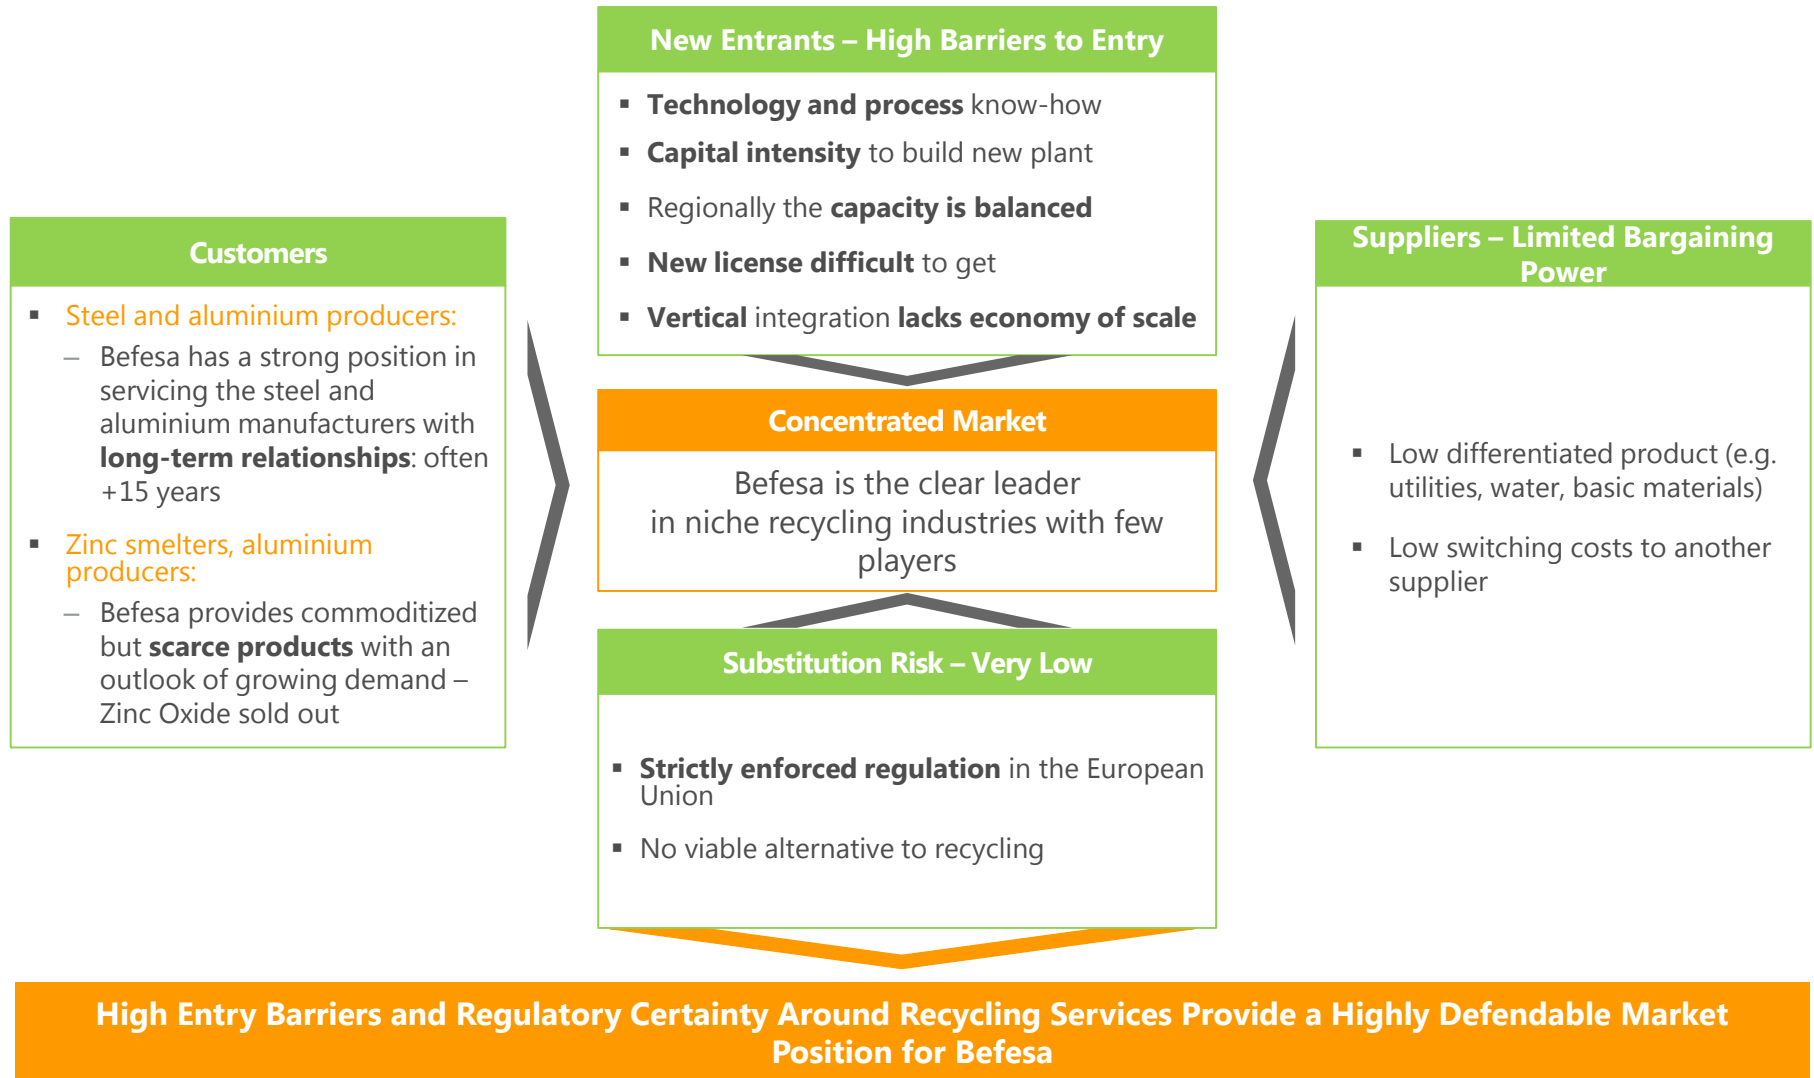 New Entrants – High Barriers to Entry
▪ Technology and process know-how
▪ Capital intensity to build new plant
▪ Regionally the capacity is balanced
▪ New license difficult to get
▪ Vertical integration lacks economy of scale
Customers
▪ Steel and aluminium producers:
– Befesa has a strong position in
servicing the steel and
aluminium manufacturers with
long-term relationships: often
+15 years
▪ Zinc smelters, aluminium
producers:
– Befesa provides commoditized
but scarce products with an
outlook of growing demand –
Zinc Oxide sold out
Concentrated Market
Befesa is the clear leader
in niche recycling industries with few
players
Suppliers – Limited Bargaining
Power
▪ Low differentiated product (e.g.
utilities, water, basic materials)
▪ Low switching costs to another
supplier
Substitution Risk – Very Low
▪ Strictly enforced regulation in the European
Union
▪ No viable alternative to recycling
High Entry Barriers and Regulatory Certainty Around Recycling Services Provide a Highly Defendable Market
Position for Befesa